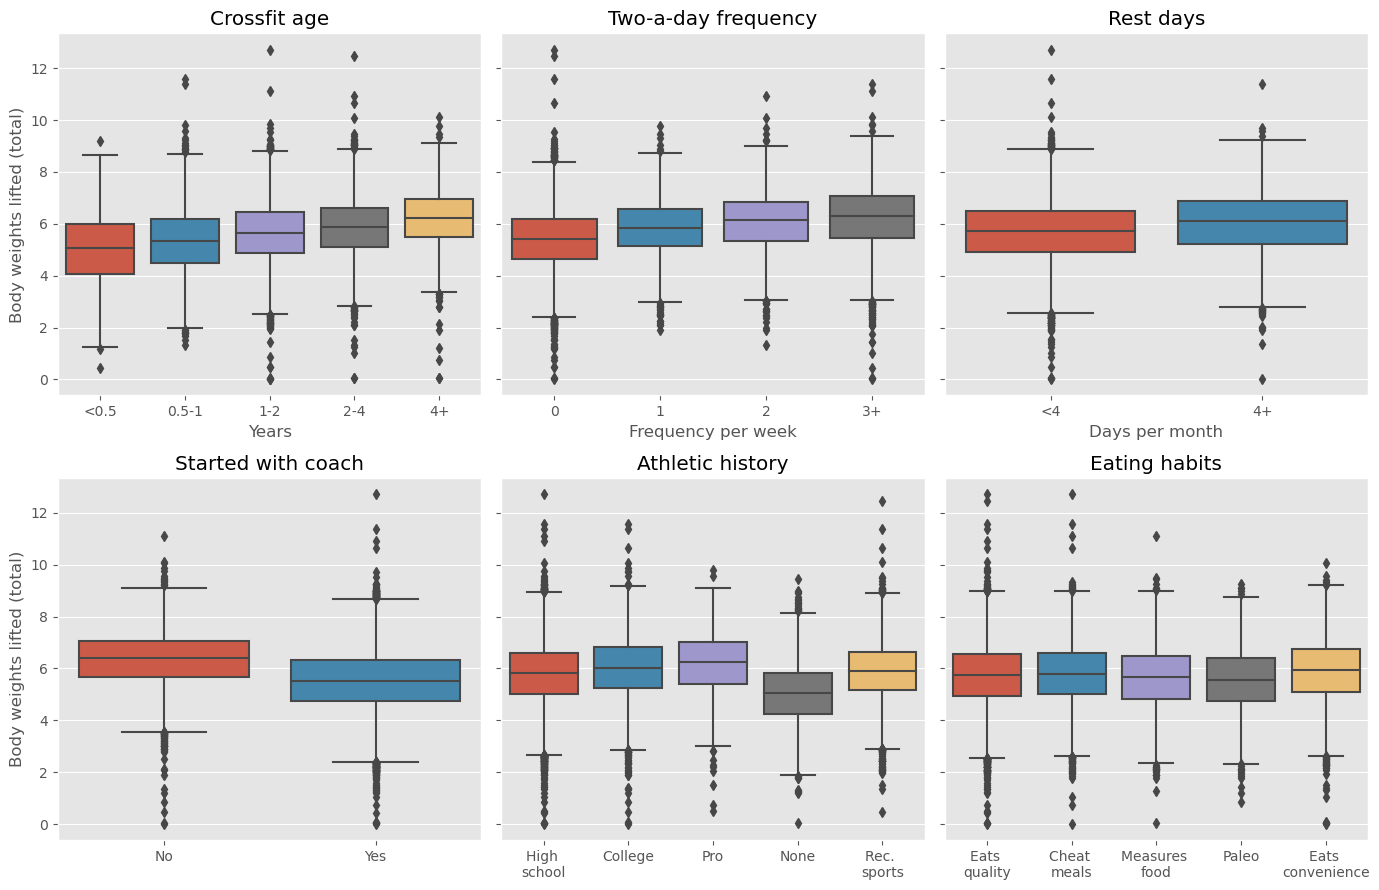 Crossfit age
Two-a-day frequency
Rest days
Body weights lifted (total)
12
10
8
6
4
2
0
<0.5 0.5-1 1-2 2-4 4+
Years
0 1 2 3+
Frequency per week
<4 4+
Days per month
Started with coach
Athletic history
Eating habits
Body weights lifted (total)
12
10
8
6
4
2
0
No Yes
High school
College
Pro
None
Rec. sports
Eats quality
Cheat meals
Measures food
Paleo
Eats convenience